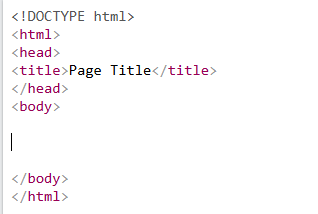 <!DOCTYPE html>
<html>
<head>
<title>Page Title</title>
</head>
<body>
</body>
</html>